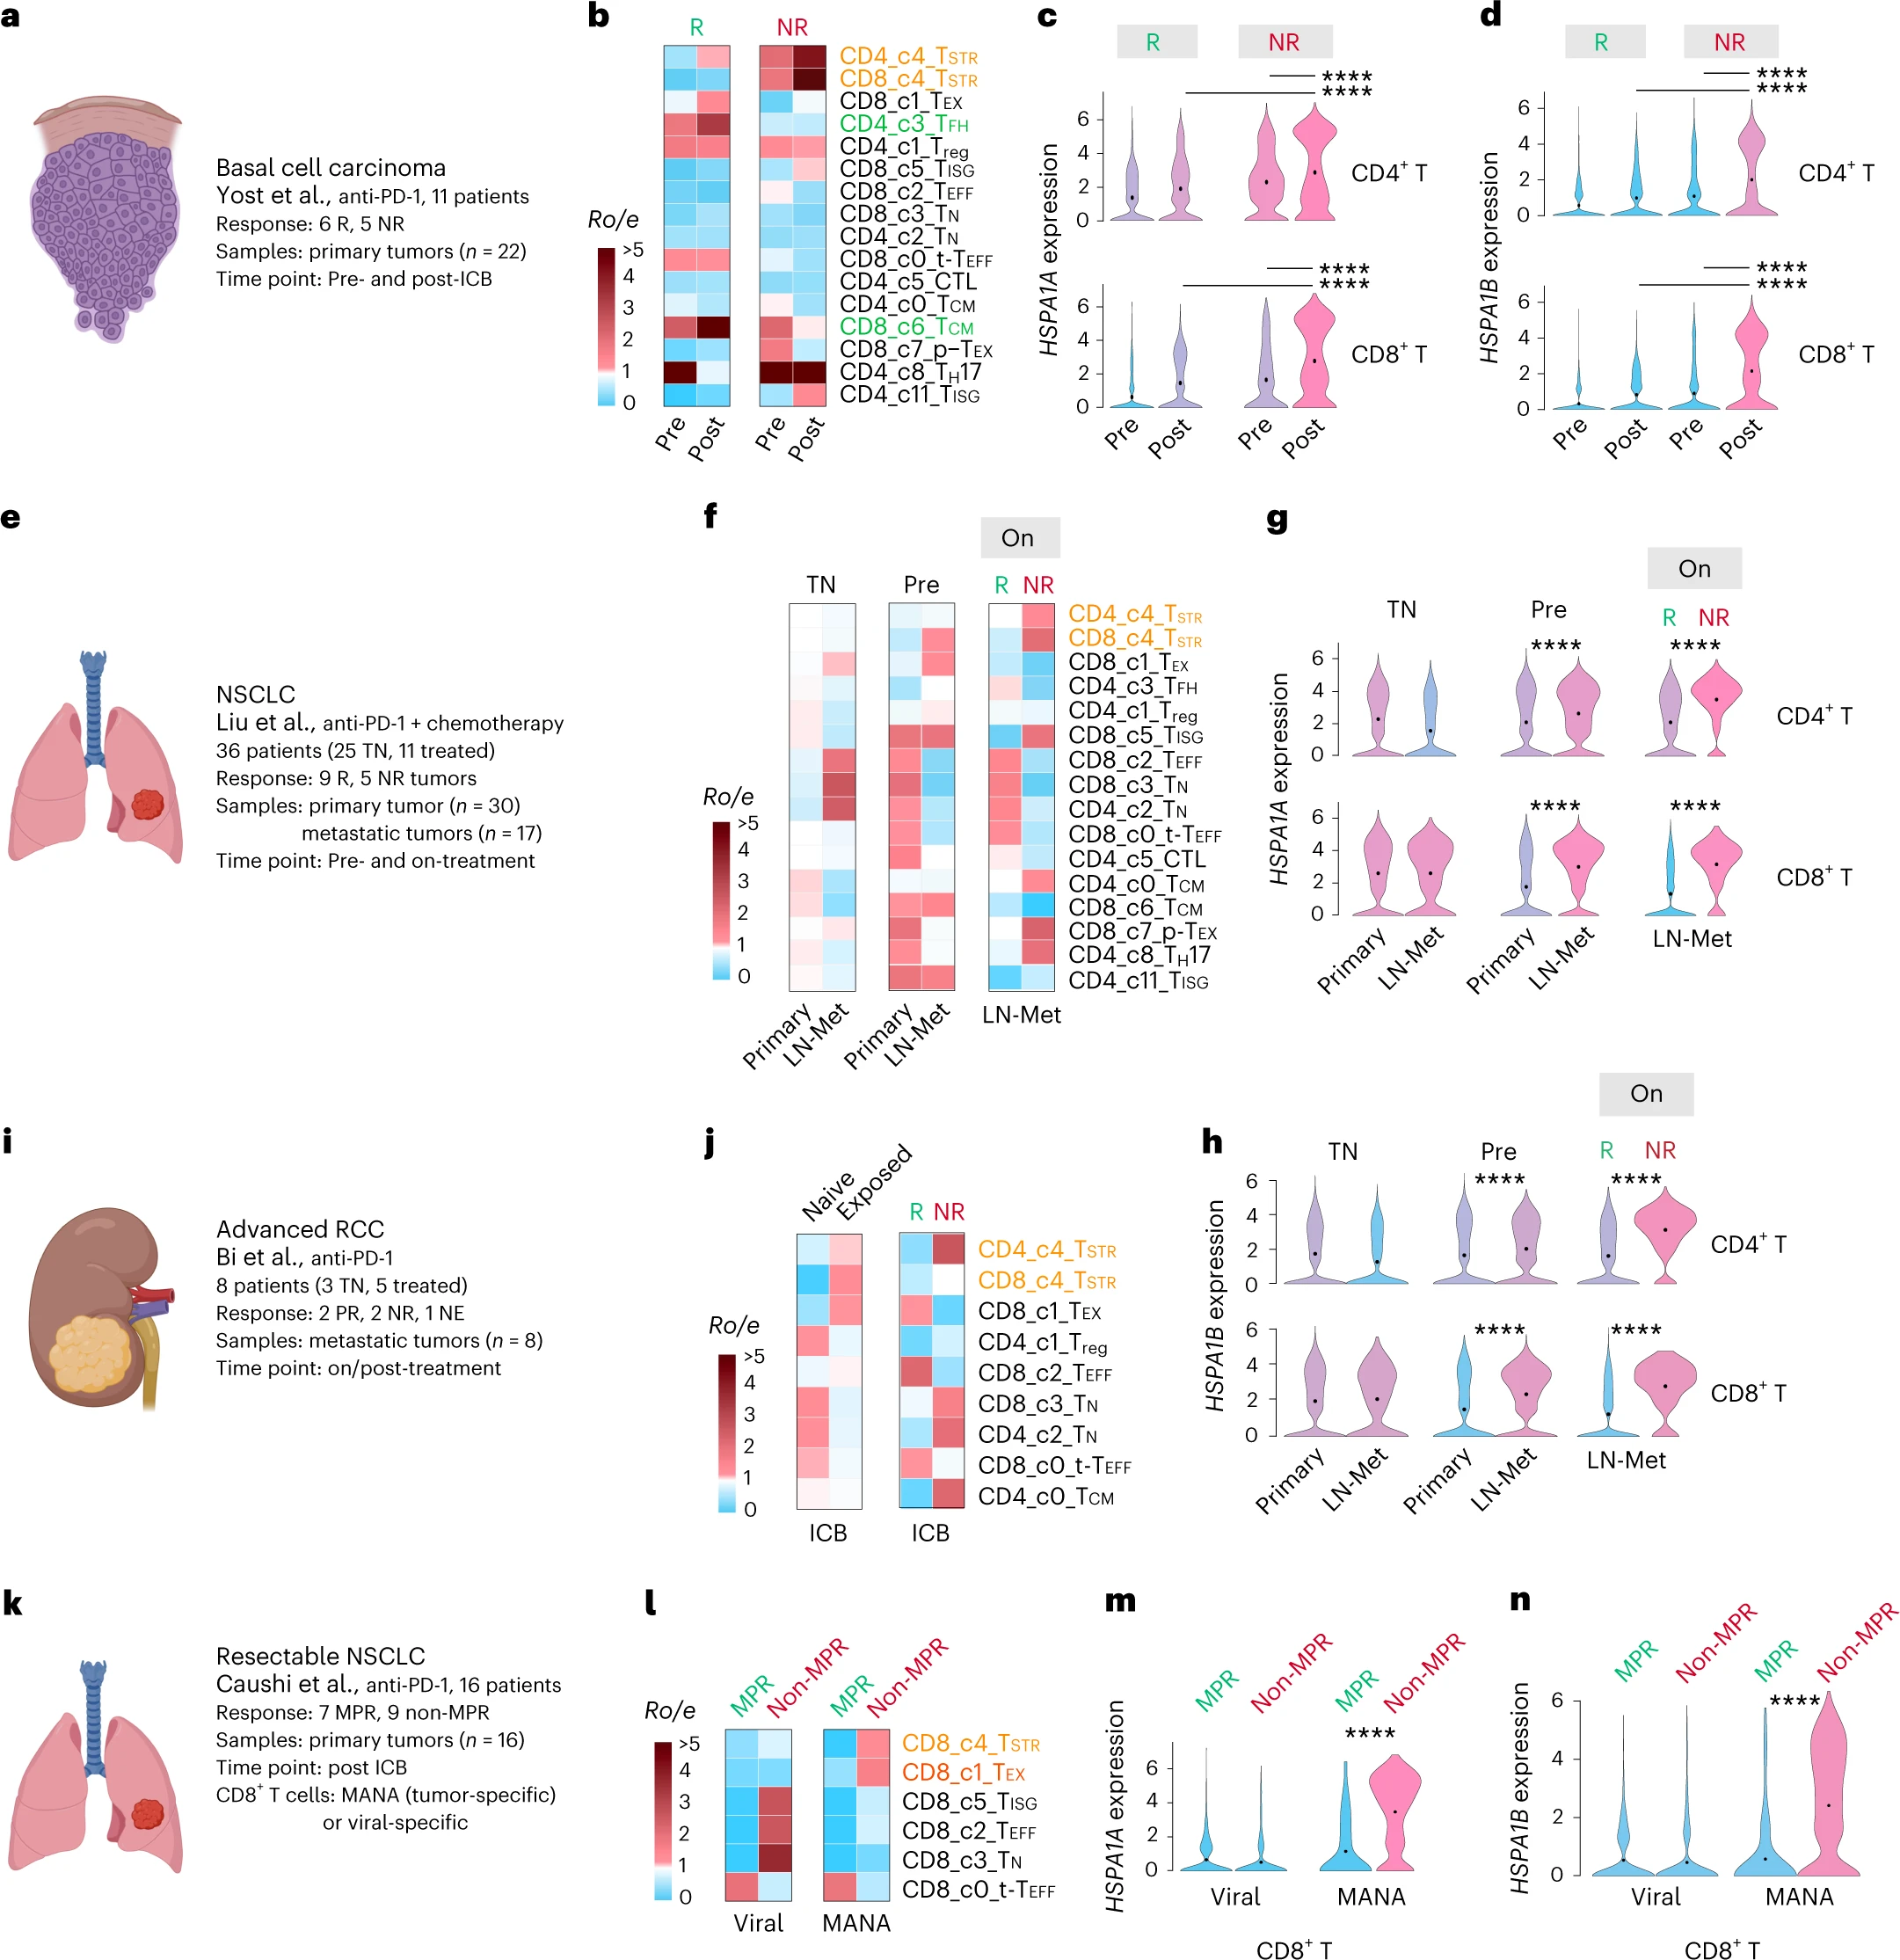 a
Basal cell carcinoma
Yost et al., anti-PD-1, 11 patients
Response: 6 R, 5 NR
Samples: primary tumors (n = 22)
Time point: Pre- and post-ICB
b
R NR
CD4_c4_TSTR
CD8_c4_TSTR
CD8_c1_TEX
CD4_c3_TFH
CD4_c1_Treg
CD8_c5_TISG
CD8_c2_TEFF
CD8_c3_TN
CD4_c2_TN
CD8_c0_t-TEFF
CD4_c5_CTL
CD4_c0_TCM
CD8_c6_TCM
CD8_c7_p-TEX
CD4_c8_TH17
CD4_c11_TISG
Ro/e
>5
4
3
2
1
0
Pre Post Pre Post
c
R NR
****
****
HSPA1A expression
6
4
2
0
CD4+ T
****
****
6
4
2
0
CD8+ T
Pre Post Pre Post
d
R NR
****
****
HSPA1B expression
6
4
2
0
CD4+ T
****
****
6
4
2
0
CD8+ T
Pre Post Pre Post
e
NSCLC
Liu et al., anti-PD-1 + chemotherapy
36 patients (25 TN, 11 treated)
Response: 9 R, 5 NR tumors
Samples: primary tumor (n = 30)
metastatic tumors (n = 17)
Time point: Pre- and on-treatment
f
On
TN Pre R NR
CD4_c4_TSTR
CD8_c4_TSTR
CD8_c1_TEX
CD4_c3_TFH
CD4_c1_Treg
CD8_c5_TISG
CD8_c2_TEFF
CD8_c3_TN
CD4_c2_TN
CD8_c0_t-TEFF
CD4_c5_CTL
CD4_c0_TCM
CD8_c6_TCM
CD8_c7_p-TEX
CD4_c8_TH17
CD4_c11_TISG
Ro/e
>5
4
3
2
1
0
Primary LN-Met Primary LN-Met LN-Met
g
On
TN Pre R NR
**** ****
HSPA1A expression
6
4
2
0
CD4+ T
**** ****
6
4
2
0
CD8+ T
Primary LN-Met Primary LN-Met LN-Met
i
Advanced RCC
Bi et al., anti-PD-1
8 patients (3 TN, 5 treated)
Response: 2 PR, 2 NR, 1 NE
Samples: metastatic tumors (n = 8)
Time point: on/post-treatment
j
Naive Exposed R NR
CD4_c4_TSTR
CD8_c4_TSTR
CD8_c1_TEX
CD4_c1_Treg
CD8_c2_TEFF
CD8_c3_TN
CD4_c2_TN
CD8_c0_t-TEFF
CD4_c0_TCM
Ro/e
>5
4
3
2
1
0
ICB ICB
h
On
TN Pre R NR
**** ****
HSPA1B expression
6
4
2
0
CD4+ T
**** ****
6
4
2
0
CD8+ T
Primary LN-Met Primary LN-Met LN-Met
k
Resectable NSCLC
Caushi et al., anti-PD-1, 16 patients
Response: 7 MPR, 9 non-MPR
Samples: primary tumors (n = 16)
Time point: post ICB
CD8+ T cells: MANA (tumor-specific)
or viral-specific
l
MPR Non-MPR MPR Non-MPR
CD8_c4_TSTR
CD8_c1_TEX
CD8_c5_TISG
CD8_c2_TEFF
CD8_c3_TN
CD8_c0_t-TEFF
Ro/e
>5
4
3
2
1
0
Viral MANA
m
MPR Non-MPR MPR Non-MPR
****
HSPA1A expression
6
4
2
0
Viral MANA
CD8+ T
n
MPR Non-MPR MPR Non-MPR
****
HSPA1B expression
6
4
2
0
Viral MANA
CD8+ T